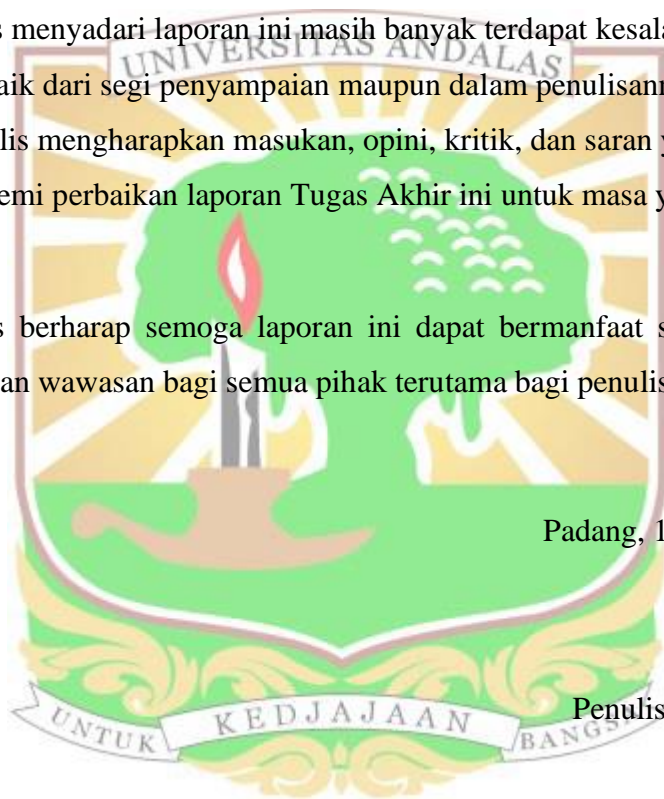 s menyadari laporan ini masih banyak terdapat kesala
UNIVERSITAS ANDALAS
aik dari segi penyampaian maupun dalam penulisann
lis mengharapkan masukan, opini, kritik, dan saran y
emi perbaikan laporan Tugas Akhir ini untuk masa y
s berharap semoga laporan ini dapat bermanfaat s
an wawasan bagi semua pihak terutama bagi penulis
Padang, 1
Penulis
UNTUK KEDJAJAAN BANGSA